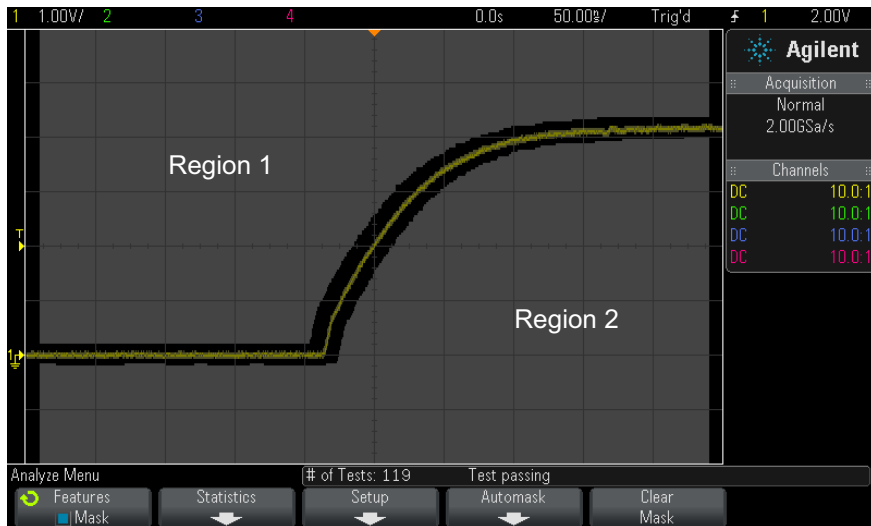 1 1.00V/ 2 3 4 0.0s 50.00㎱/ Trig'd 1 2.00V
Agilent
Acquisition
Normal
2.00GSa/s
Channels
DC 10.0:1
DC 10.0:1
DC 10.0:1
DC 10.0:1
Region 1
T
Region 2
1
Analyze Menu # of Tests: 119 Test passing
Features Statistics Setup Automask Clear
Mask Mask